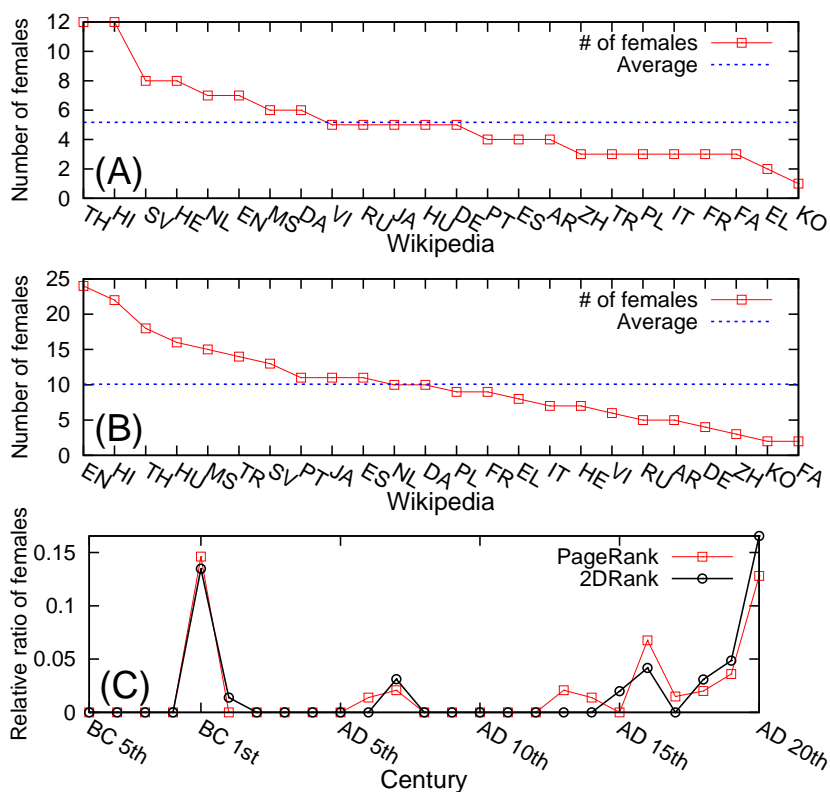 Number of females
12
10
8
6
4
2
0
# of females
Average
(A)
TH HI SV HE NL EN MS DA VI RU JA HU DE PT ES AR ZH TR PL IT FR FA EL KO
Wikipedia
Number of females
25
20
15
10
5
0
# of females
Average
(B)
EN HI TH HU MS TR SV PT JA ES NL DA PL FR EL IT HE VI RU AR DE ZH KO FA
Wikipedia
Relative ratio of females
0.15
0.1
0.05
0
PageRank
2DRank
(C)
BC 5th BC 1st AD 5th AD 10th AD 15th AD 20th
Century